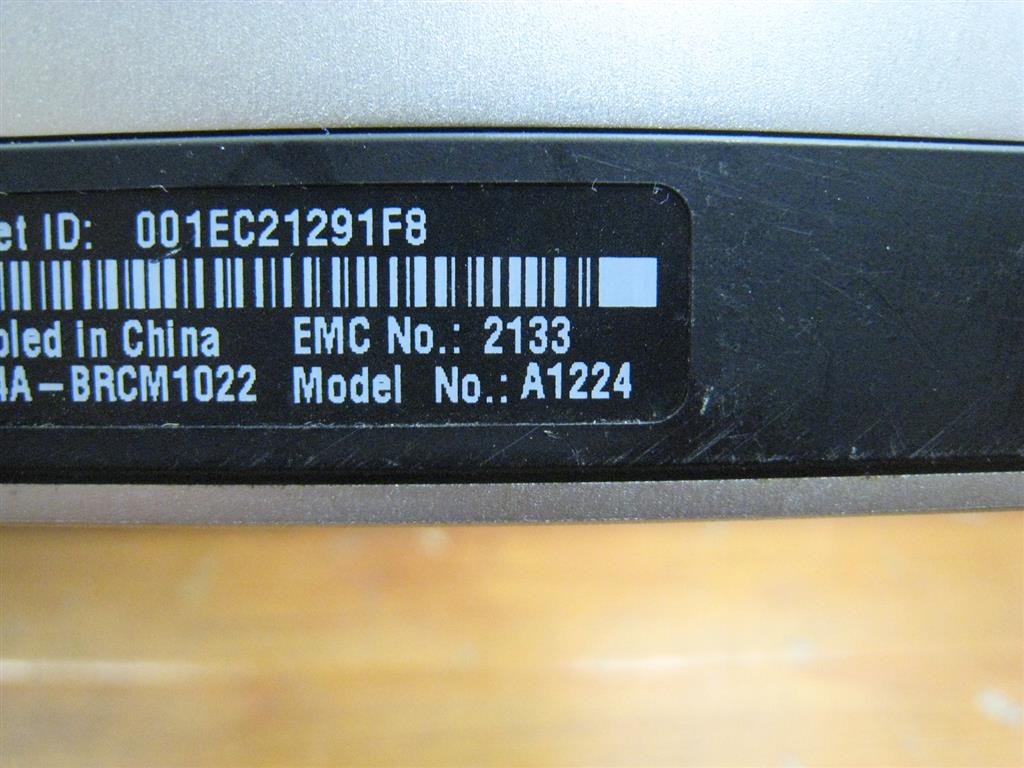 et ID: 001EC21291F8
bled in China EMC No.: 2133
4A-BRCM1022 Model No.: A1224